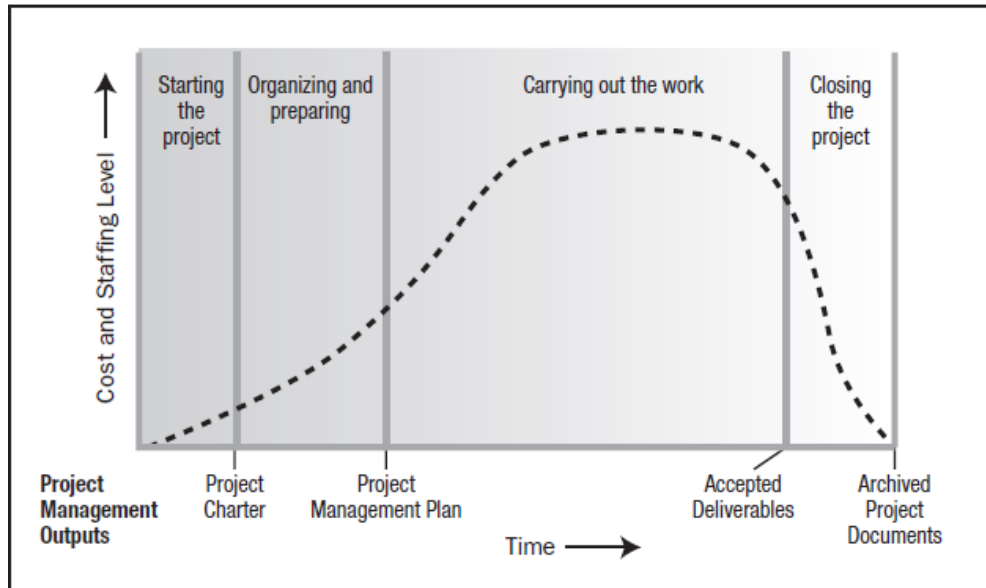 Starting
the
project
Organizing and
preparing
Carrying out the work
Closing
the
project
Cost and Staffing Level
Project
Management
Outputs
Project
Charter
Project
Management Plan
Accepted
Deliverables
Archived
Project
Documents
Time